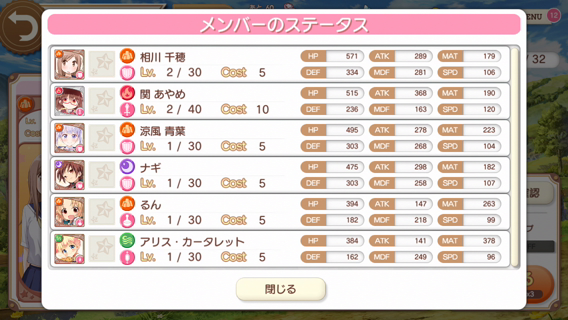 メンバーのステータス
MENU 12
/ 32
相川 千穂
Lv. 2 / 30 Cost 5
HP 571 ATK 289 MAT 179
DEF 334 MDF 281 SPD 106
関 あやめ
Lv. 2 / 40 Cost 10
HP 515 ATK 368 MAT 190
DEF 236 MDF 163 SPD 120
涼風 青葉
Lv. 1 / 30 Cost 5
HP 495 ATK 278 MAT 223
DEF 303 MDF 268 SPD 104
ナギ
Lv. 1 / 30 Cost 5
HP 475 ATK 298 MAT 182
DEF 303 MDF 258 SPD 107
るん
Lv. 1 / 30 Cost 5
HP 394 ATK 147 MAT 263
DEF 182 MDF 218 SPD 99
アリス・カータレット
Lv. 1 / 30 Cost 5
HP 384 ATK 141 MAT 378
DEF 162 MDF 249 SPD 96
閉じる